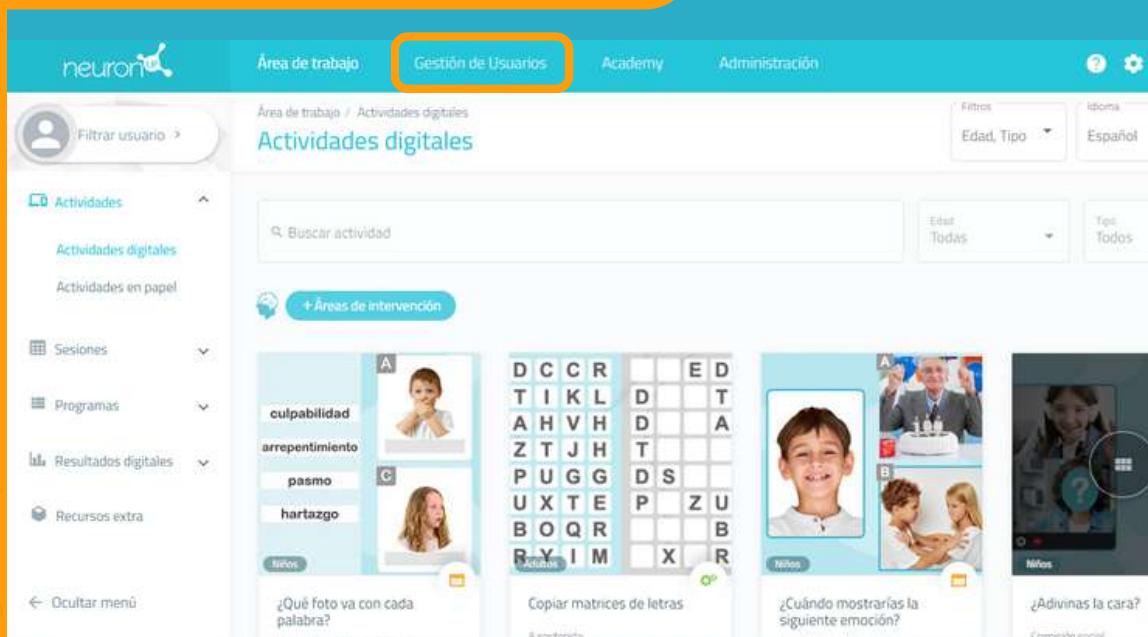 neuronUP
Área de trabajo
Gestión de Usuarios
Academy
Administración
?
Filtrar usuario >
Área de trabajo / Actividades digitales
Actividades digitales
Filtros
Edad, Tipo
Idioma
Español
Actividades
Actividades digitales
Actividades en papel
Sesiones
Programas
Resultados digitales
Recursos extra
← Ocultar menú
Buscar actividad
Edad
Todas
Tipo
Todos
+ Áreas de intervención
culpabilidad
arrepentimiento
pasmo
hartazgo
A
C
Niños
¿Qué foto va con cada
palabra?
D C C R E D
T I K L D T
A H V H D A
Z T J H T
P U G G D S
U X T E P Z U
B O Q R B
R Y I M X R
Adultos
Copiar matrices de letras
A
B
Niños
¿Cuándo mostrarías la
siguiente emoción?
?
Niños
¿Adivinas la cara?